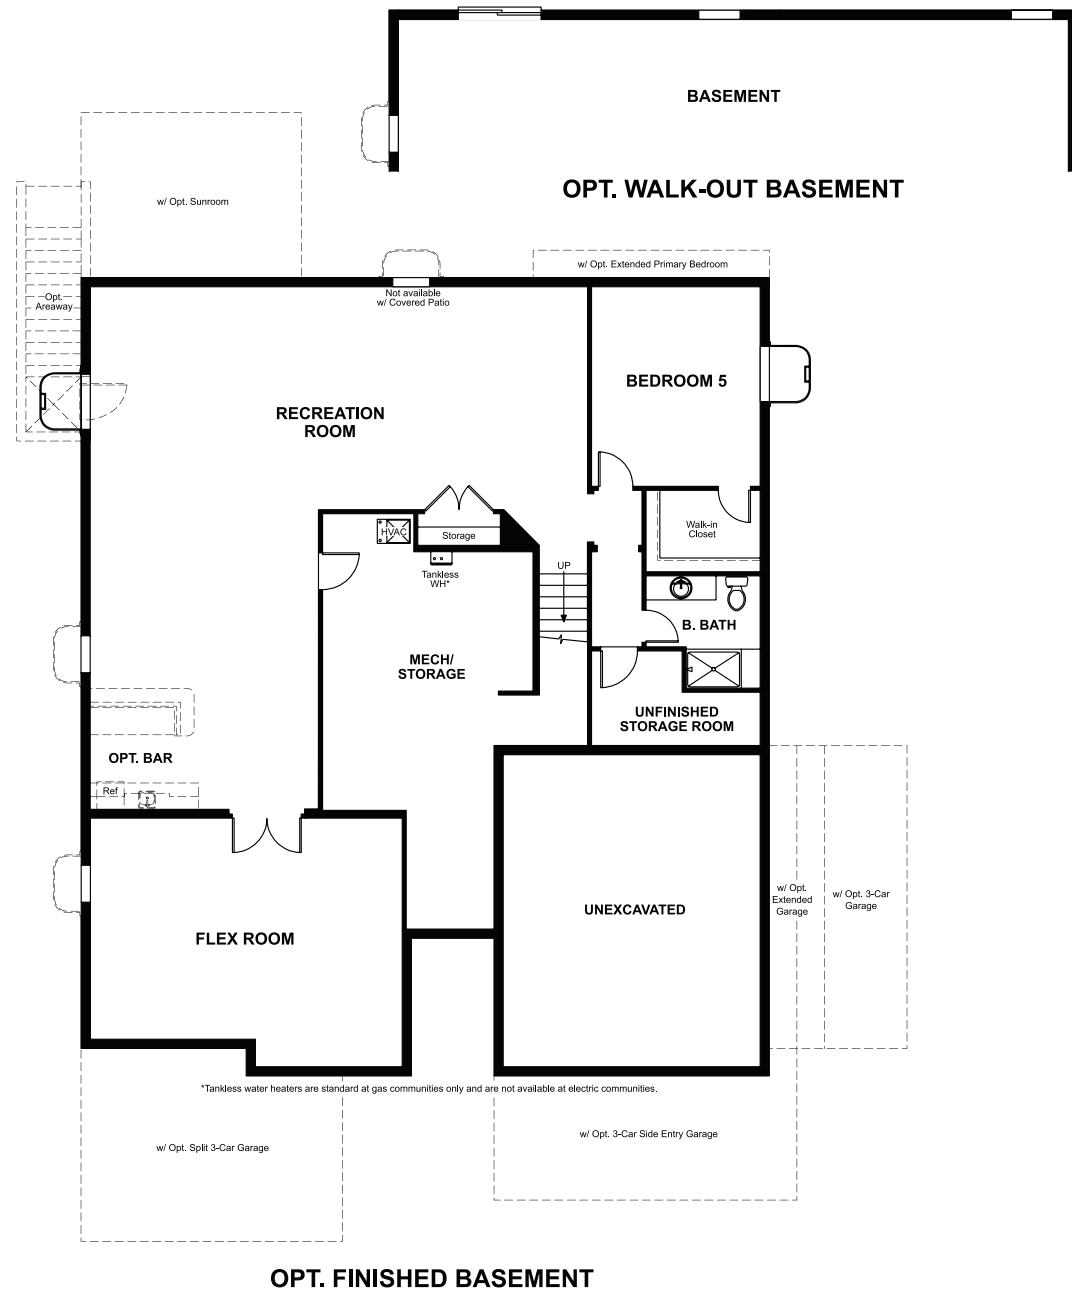 BASEMENT
OPT. WALK-OUT BASEMENT
w/ Opt. Sunroom
w/ Opt. Extended Primary Bedroom
Not available
w/ Covered Patio
Opt.
Areaway
BEDROOM 5
RECREATION
ROOM
HVAC
Storage
Walk-in
Closet
Tankless
WH*
UP
B. BATH
MECH/
STORAGE
UNFINISHED
STORAGE ROOM
OPT. BAR
Ref
w/ Opt.
Extended
Garage
w/ Opt. 3-Car
Garage
UNEXCAVATED
FLEX ROOM
*Tankless water heaters are standard at gas communities only and are not available at electric communities.
w/ Opt. Split 3-Car Garage
w/ Opt. 3-Car Side Entry Garage
OPT. FINISHED BASEMENT